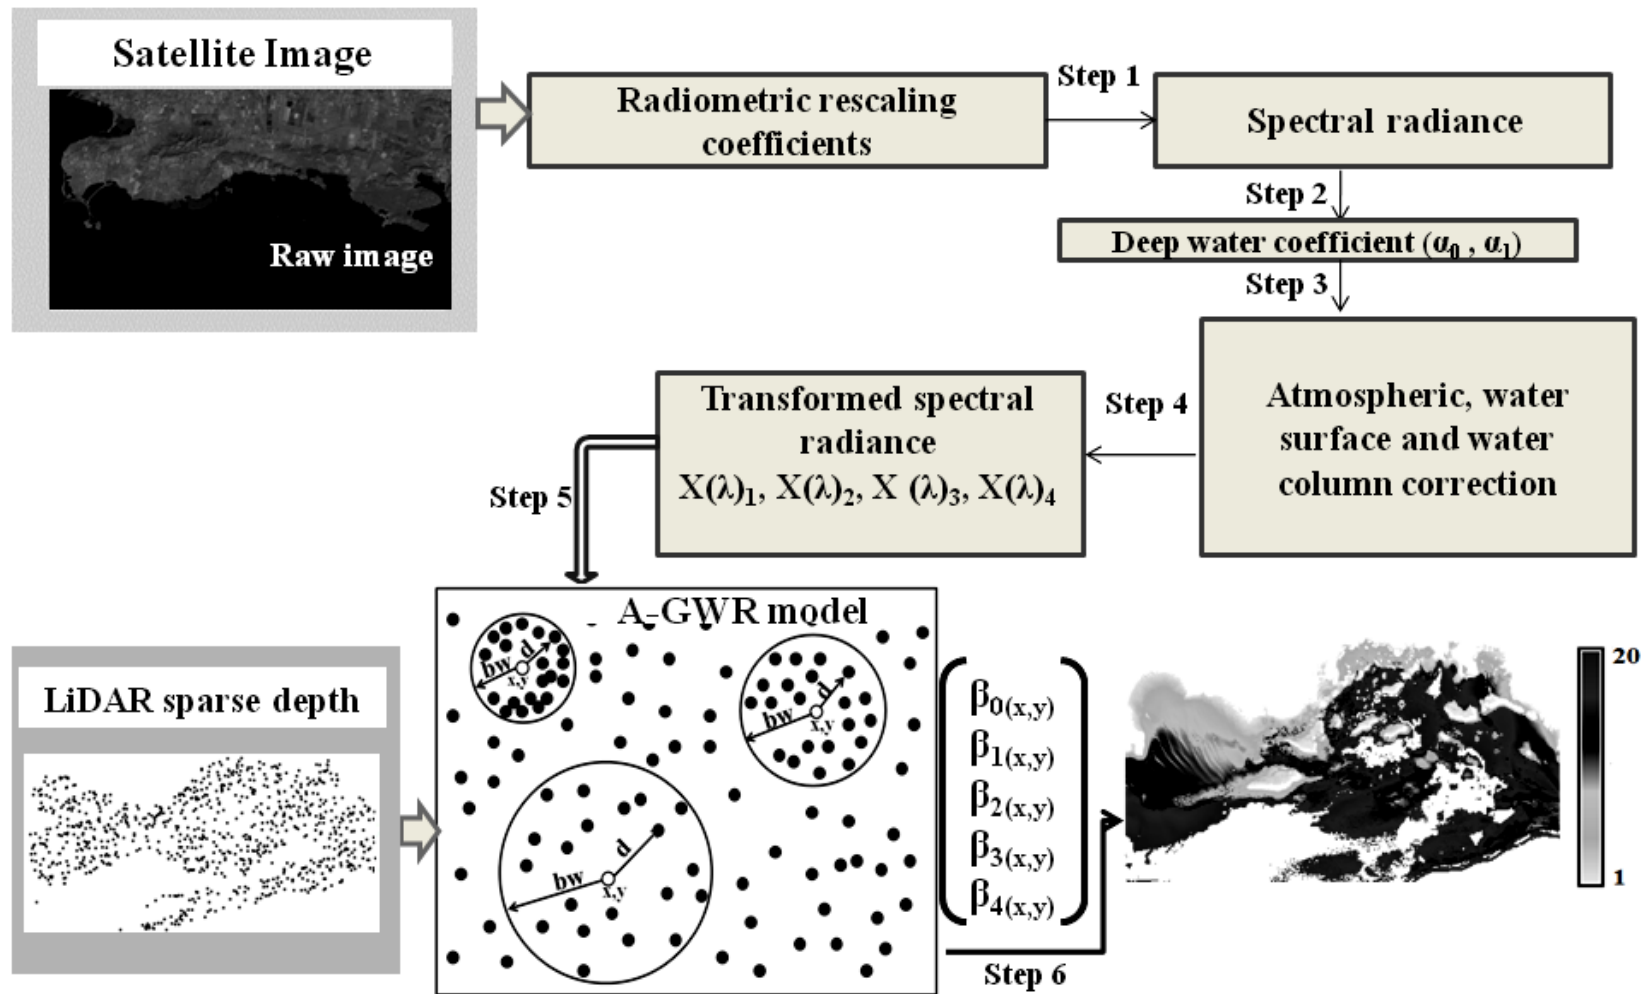 Satellite Image
Raw image
Radiometric rescaling
coefficients
Step 1
Spectral radiance
Step 2
Deep water coefficient (α₀ , α₁)
Step 3
Atmospheric, water
surface and water
column correction
Step 4
Transformed spectral
radiance
X(λ)₁, X(λ)₂, X (λ)₃, X(λ)₄
Step 5
A-GWR model
bw
d
x,y
bw
d
x,y
bw
d
x,y
LiDAR sparse depth
β₀(x,y)
β₁(x,y)
β₂(x,y)
β₃(x,y)
β₄(x,y)
Step 6
20
1